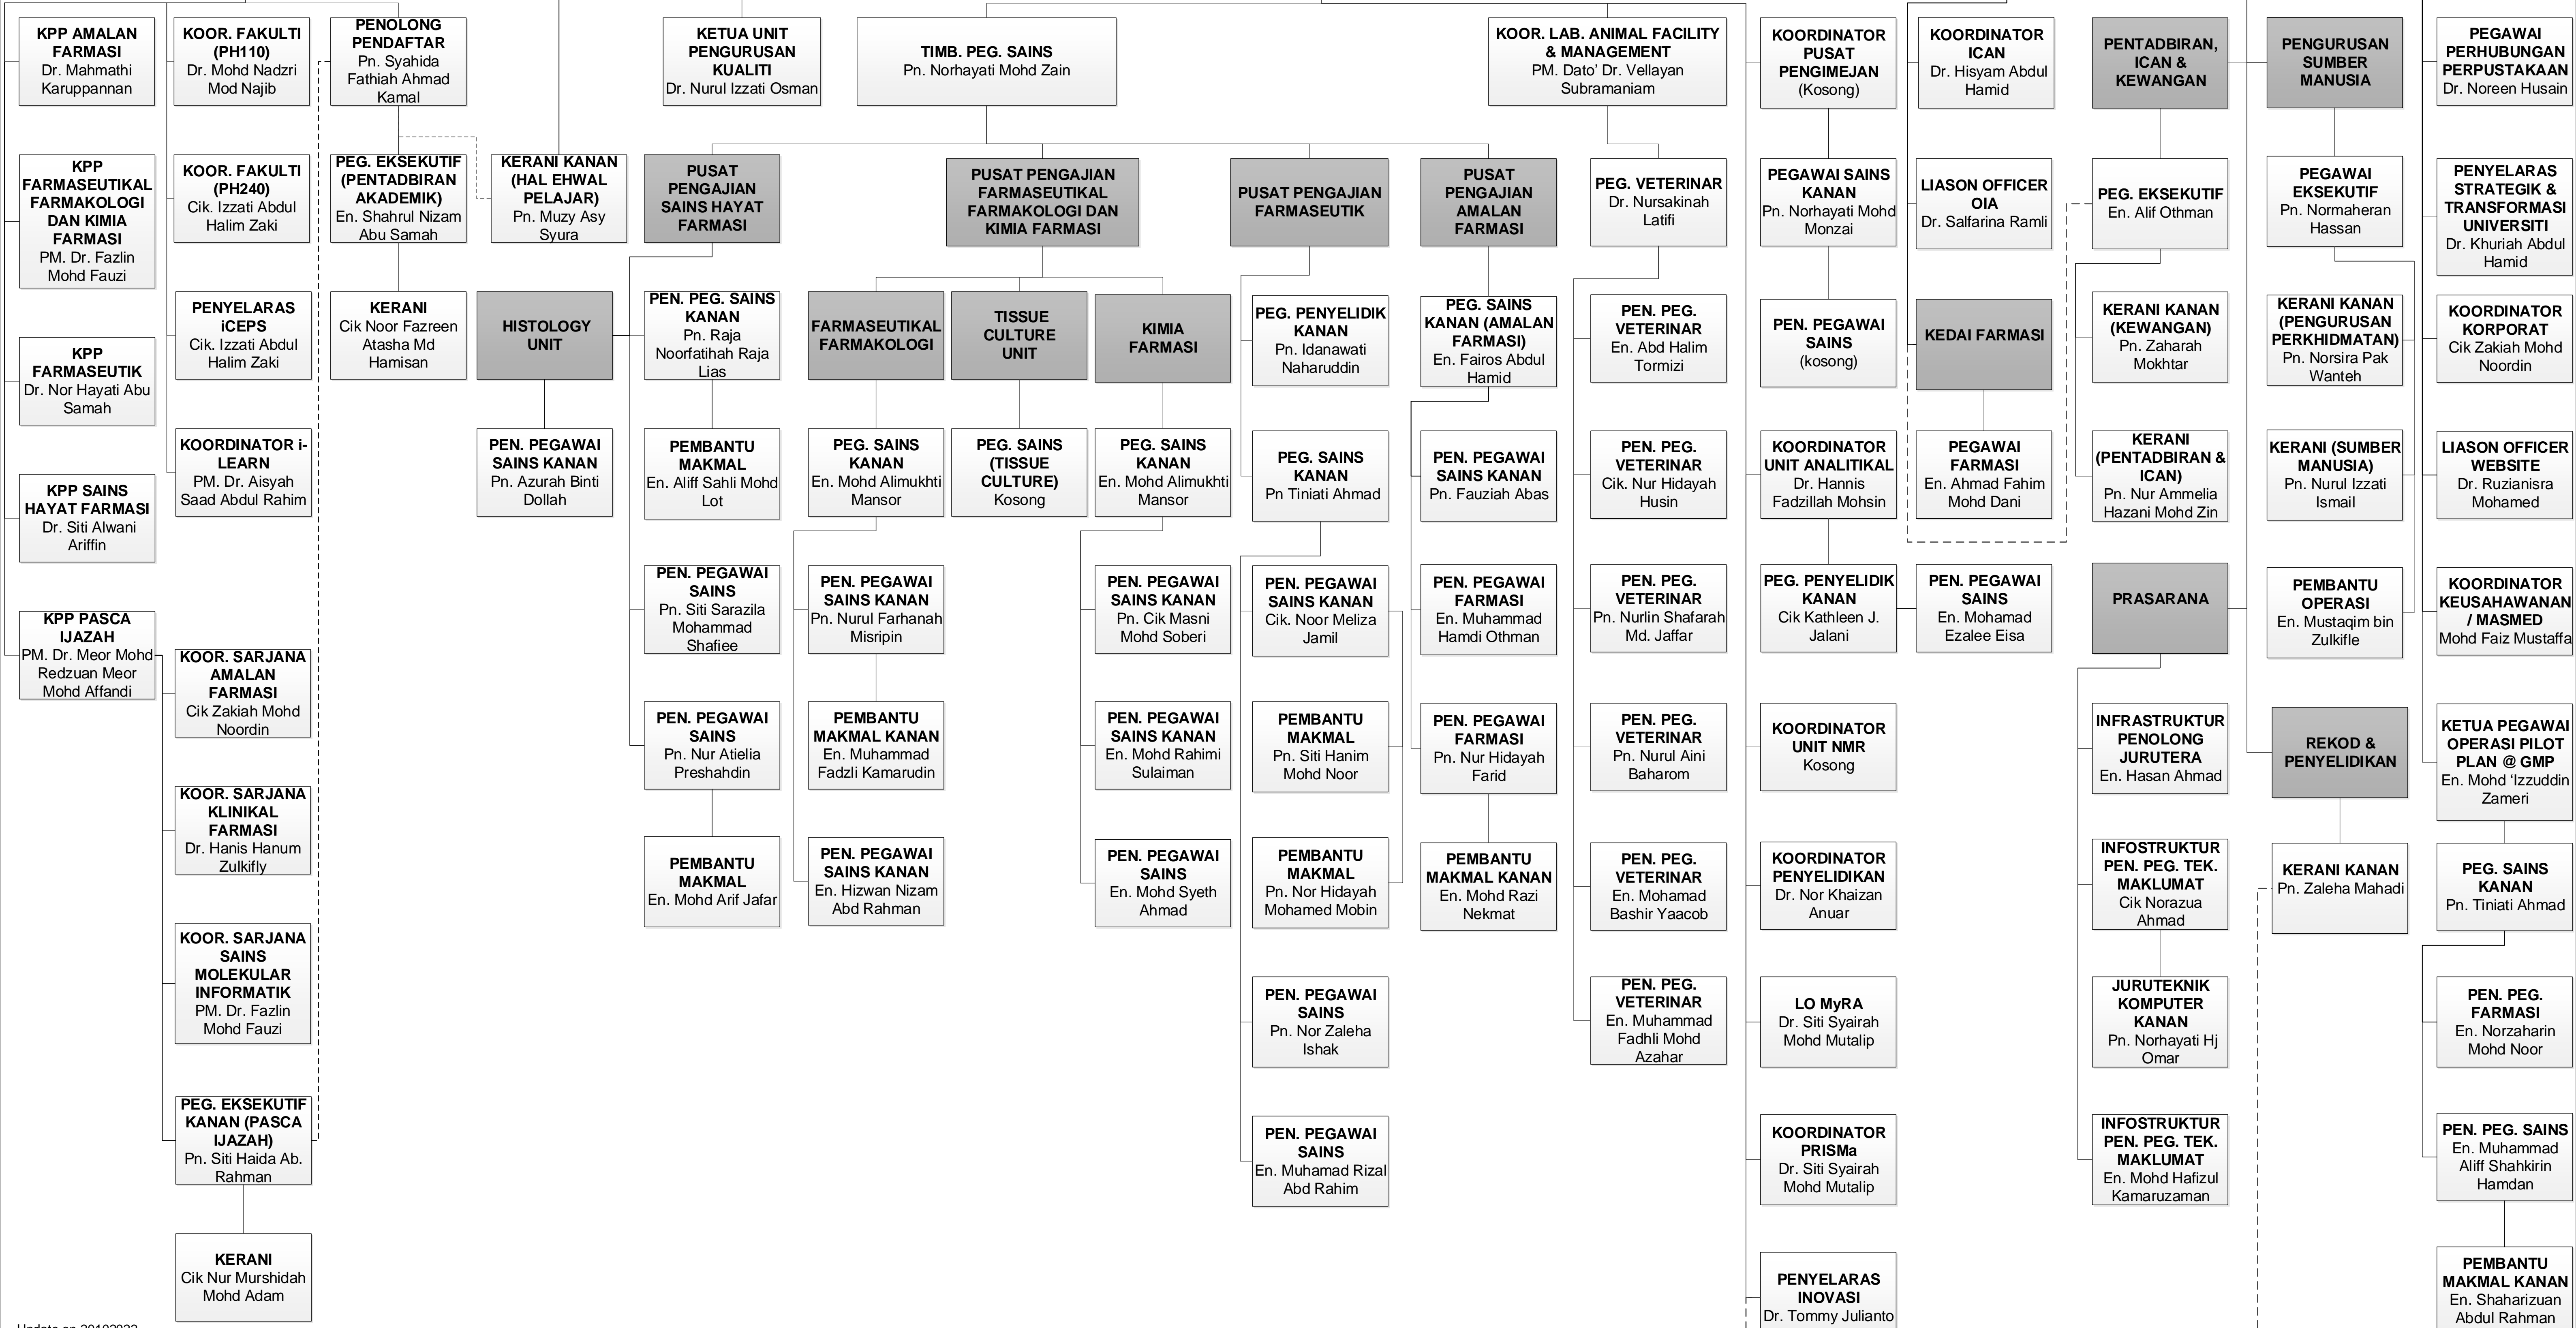 KPP AMALAN
FARMASI
Dr. Mahmathi
Karuppannan
KOOR. FAKULTI
(PH110)
Dr. Mohd Nadzri
Mod Najib
PENOLONG
PENDAFTAR
Pn. Syahida
Fathiah Ahmad
Kamal
KETUA UNIT
PENGURUSAN
KUALITI
Dr. Nurul Izzati Osman
TIMB. PEG. SAINS
Pn. Norhayati Mohd Zain
KOOR. LAB. ANIMAL FACILITY
& MANAGEMENT
PM. Dato’ Dr. Vellayan
Subramaniam
KOORDINATOR
PUSAT
PENGIMEJAN
(Kosong)
KOORDINATOR
ICAN
Dr. Hisyam Abdul
Hamid
PENTADBIRAN,
ICAN &
KEWANGAN
PENGURUSAN
SUMBER
MANUSIA
PEGAWAI
PERHUBUNGAN
PERPUSTAKAAN
Dr. Noreen Husain
KPP
FARMASEUTIKAL
FARMAKOLOGI
DAN KIMIA
FARMASI
PM. Dr. Fazlin
Mohd Fauzi
KOOR. FAKULTI
(PH240)
Cik. Izzati Abdul
Halim Zaki
PEG. EKSEKUTIF
(PENTADBIRAN
AKADEMIK)
En. Shahrul Nizam
Abu Samah
KERANI KANAN
(HAL EHWAL
PELAJAR)
Pn. Muzy Asy
Syura
PUSAT
PENGAJIAN
SAINS HAYAT
FARMASI
PUSAT PENGAJIAN
FARMASEUTIKAL
FARMAKOLOGI DAN
KIMIA FARMASI
PUSAT PENGAJIAN
FARMASEUTIK
PUSAT
PENGAJIAN
AMALAN
FARMASI
PEG. VETERINAR
Dr. Nursakinah
Latifi
PEGAWAI SAINS
KANAN
Pn. Norhayati Mohd
Monzai
LIASON OFFICER
OIA
Dr. Salfarina Ramli
PEG. EKSEKUTIF
En. Alif Othman
PEGAWAI
EKSEKUTIF
Pn. Normaheran
Hassan
PENYELARAS
STRATEGIK &
TRANSFORMASI
UNIVERSITI
Dr. Khuriah Abdul
Hamid
PENYELARAS
iCEPS
Cik. Izzati Abdul
Halim Zaki
KERANI
Cik Noor Fazreen
Atasha Md
Hamisan
HISTOLOGY
UNIT
PEN. PEG. SAINS
KANAN
Pn. Raja
Noorfatihah Raja
Lias
FARMASEUTIKAL
FARMAKOLOGI
TISSUE
CULTURE
UNIT
KIMIA
FARMASI
PEG. PENYELIDIK
KANAN
Pn. Idanawati
Naharuddin
PEG. SAINS
KANAN (AMALAN
FARMASI)
En. Fairos Abdul
Hamid
PEN. PEG.
VETERINAR
En. Abd Halim
Tormizi
PEN. PEGAWAI
SAINS
(kosong)
KEDAI FARMASI
KERANI KANAN
(KEWANGAN)
Pn. Zaharah
Mokhtar
KERANI KANAN
(PENGURUSAN
PERKHIDMATAN)
Pn. Norsira Pak
Wanteh
KOORDINATOR
KORPORAT
Cik Zakiah Mohd
Noordin
KPP
FARMASEUTIK
Dr. Nor Hayati Abu
Samah
KOORDINATOR i-
LEARN
PM. Dr. Aisyah
Saad Abdul Rahim
PEN. PEGAWAI
SAINS KANAN
Pn. Azurah Binti
Dollah
PEMBANTU
MAKMAL
En. Aliff Sahli Mohd
Lot
PEG. SAINS
KANAN
En. Mohd Alimukhti
Mansor
PEG. SAINS
(TISSUE
CULTURE)
Kosong
PEG. SAINS
KANAN
En. Mohd Alimukhti
Mansor
PEG. SAINS
KANAN
Pn Tiniati Ahmad
PEN. PEGAWAI
SAINS KANAN
Pn. Fauziah Abas
PEN. PEG.
VETERINAR
Cik. Nur Hidayah
Husin
KOORDINATOR
UNIT ANALITIKAL
Dr. Hannis
Fadzillah Mohsin
PEGAWAI
FARMASI
En. Ahmad Fahim
Mohd Dani
KERANI
(PENTADBIRAN &
ICAN)
Pn. Nur Ammelia
Hazani Mohd Zin
KERANI (SUMBER
MANUSIA)
Pn. Nurul Izzati
Ismail
LIASON OFFICER
WEBSITE
Dr. Ruzianisra
Mohamed
KPP SAINS
HAYAT FARMASI
Dr. Siti Alwani
Ariffin
PEN. PEGAWAI
SAINS
Pn. Siti Sarazila
Mohammad
Shafiee
PEN. PEGAWAI
SAINS KANAN
Pn. Nurul Farhanah
Misripin
PEN. PEGAWAI
SAINS KANAN
Pn. Cik Masni
Mohd Soberi
PEN. PEGAWAI
SAINS KANAN
Cik. Noor Meliza
Jamil
PEN. PEGAWAI
FARMASI
En. Muhammad
Hamdi Othman
PEN. PEG.
VETERINAR
Pn. Nurlin Shafarah
Md. Jaffar
PEG. PENYELIDIK
KANAN
Cik Kathleen J.
Jalani
PEN. PEGAWAI
SAINS
En. Mohamad
Ezalee Eisa
PRASARANA
PEMBANTU
OPERASI
En. Mustaqim bin
Zulkifle
KOORDINATOR
KEUSAHAWANAN
/ MASMED
Mohd Faiz Mustaffa
KPP PASCA
IJAZAH
PM. Dr. Meor Mohd
Redzuan Meor
Mohd Affandi
KOOR. SARJANA
AMALAN
FARMASI
Cik Zakiah Mohd
Noordin
PEN. PEGAWAI
SAINS
Pn. Nur Atielia
Preshahdin
PEMBANTU
MAKMAL KANAN
En. Muhammad
Fadzli Kamarudin
PEN. PEGAWAI
SAINS KANAN
En. Mohd Rahimi
Sulaiman
PEMBANTU
MAKMAL
Pn. Siti Hanim
Mohd Noor
PEN. PEGAWAI
FARMASI
Pn. Nur Hidayah
Farid
PEN. PEG.
VETERINAR
Pn. Nurul Aini
Baharom
KOORDINATOR
UNIT NMR
Kosong
INFRASTRUKTUR
PENOLONG
JURUTERA
En. Hasan Ahmad
REKOD &
PENYELIDIKAN
KETUA PEGAWAI
OPERASI PILOT
PLAN @ GMP
En. Mohd ‘Izzuddin
Zameri
KOOR. SARJANA
KLINIKAL
FARMASI
Dr. Hanis Hanum
Zulkifly
PEMBANTU
MAKMAL
En. Mohd Arif Jafar
PEN. PEGAWAI
SAINS KANAN
En. Hizwan Nizam
Abd Rahman
PEN. PEGAWAI
SAINS
En. Mohd Syeth
Ahmad
PEMBANTU
MAKMAL
Pn. Nor Hidayah
Mohamed Mobin
PEMBANTU
MAKMAL KANAN
En. Mohd Razi
Nekmat
PEN. PEG.
VETERINAR
En. Mohamad
Bashir Yaacob
KOORDINATOR
PENYELIDIKAN
Dr. Nor Khaizan
Anuar
INFOSTRUKTUR
PEN. PEG. TEK.
MAKLUMAT
Cik Norazua
Ahmad
KERANI KANAN
Pn. Zaleha Mahadi
PEG. SAINS
KANAN
Pn. Tiniati Ahmad
KOOR. SARJANA
SAINS
MOLEKULAR
INFORMATIK
PM. Dr. Fazlin
Mohd Fauzi
PEN. PEGAWAI
SAINS
Pn. Nor Zaleha
Ishak
PEN. PEG.
VETERINAR
En. Muhammad
Fadhli Mohd
Azahar
LO MyRA
Dr. Siti Syairah
Mohd Mutalip
JURUTEKNIK
KOMPUTER
KANAN
Pn. Norhayati Hj
Omar
PEN. PEG.
FARMASI
En. Norzaharin
Mohd Noor
PEG. EKSEKUTIF
KANAN (PASCA
IJAZAH)
Pn. Siti Haida Ab.
Rahman
PEN. PEGAWAI
SAINS
En. Muhamad Rizal
Abd Rahim
KOORDINATOR
PRISMa
Dr. Siti Syairah
Mohd Mutalip
INFOSTRUKTUR
PEN. PEG. TEK.
MAKLUMAT
En. Mohd Hafizul
Kamaruzaman
PEN. PEG. SAINS
En. Muhammad
Aliff Shahkirin
Hamdan
KERANI
Cik Nur Murshidah
Mohd Adam
PENYELARAS
INOVASI
Dr. Tommy Julianto
PEMBANTU
MAKMAL KANAN
En. Shaharizuan
Abdul Rahman
Update on